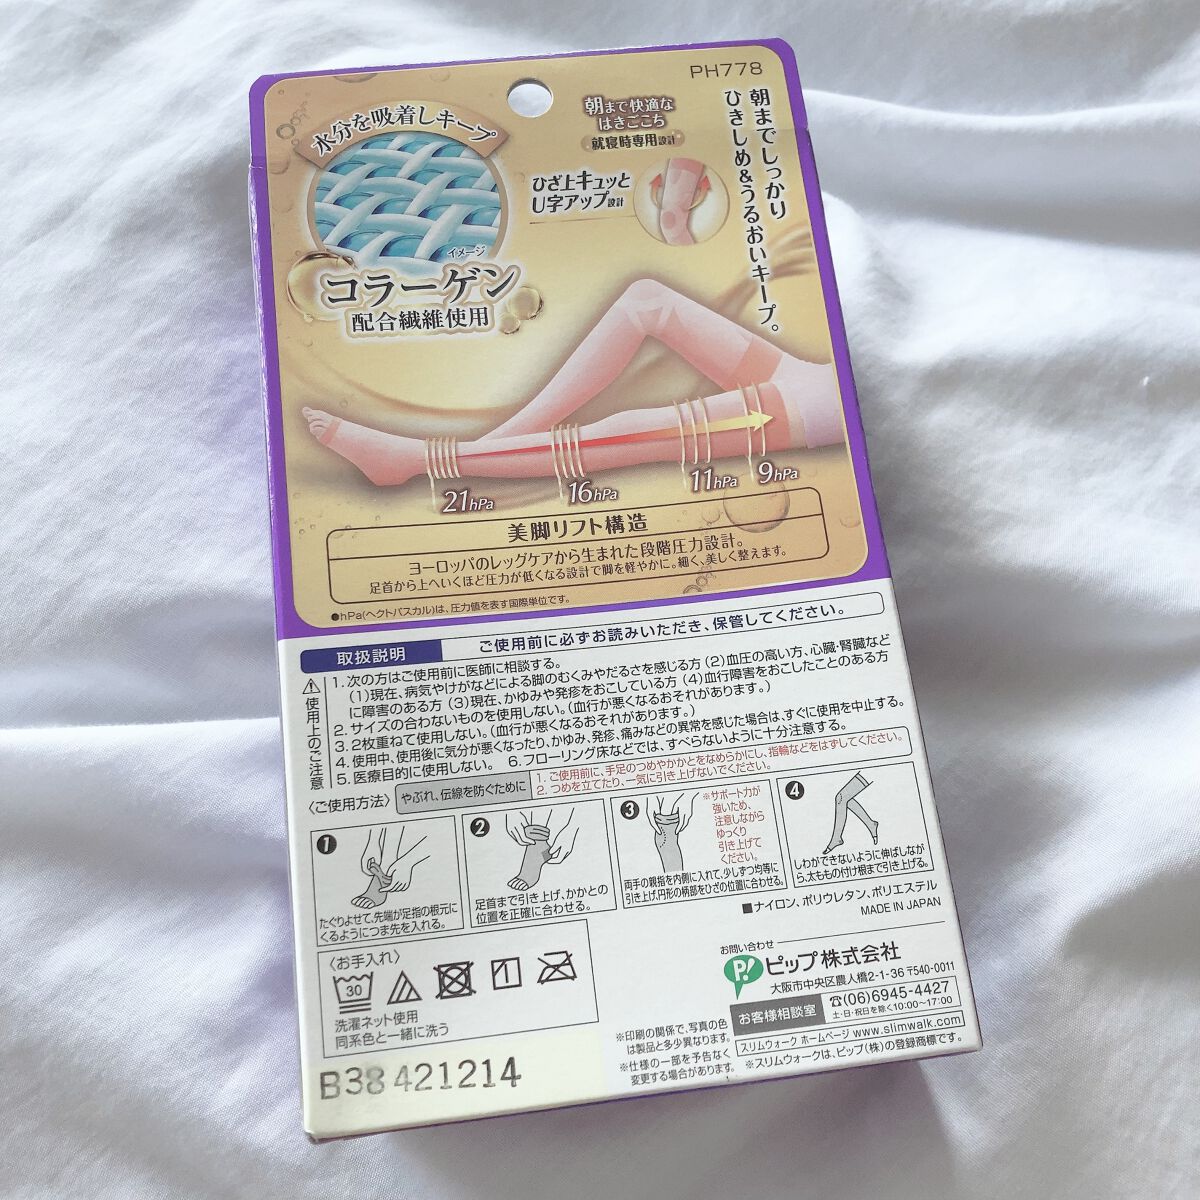 PH778
朝までしっかり
ひきしめ&うるおいキープ。
朝まで快適な
はきごこち
就寝時専用設計
水分を吸着しキープ
イメージ
コラーゲン
配合繊維使用
ひざ上キュッと
U字アップ設計
21hPa
16hPa
11hPa
9hPa
美脚リフト構造
ヨーロッパのレッグケアから生まれた段階圧力設計。
足首から上へいくほど圧力が低くなる設計で脚を軽やかに。細く、美しく整えます。
●hPa(ヘクトパスカル)は、圧力値を表す国際単位です。
取扱説明
ご使用前に必ずお読みいただき、保管してください。
使用上のご注意
1. 次の方はご使用前に医師に相談する。
(1)現在、病気やけがなどによる脚のむくみやだるさを感じる方 (2)血圧の高い方、心臓・腎臓など
に障害のある方 (3)現在、かゆみや発疹をおこしている方 (4)血行障害をおこしたことのある方
2. サイズの合わないものを使用しない。(血行が悪くなるおそれがあります。)
3. 2枚重ねて使用しない。(血行が悪くなるおそれがあります。)
4. 使用中、使用後に気分が悪くなったり、かゆみ、発疹、痛みなどの異常を感じた場合は、すぐに使用を中止する。
5. 医療目的に使用しない。 6. フローリング床などでは、すべらないように十分注意する。
〈ご使用方法〉
やぶれ、伝線を防ぐために
1. ご使用前に、手足のつめやかかとをなめらかにし、指輪などをはずしてください。
2. つめを立てたり、一気に引き上げないでください。
❶
たぐりよせて、先端が足指の根元に
くるようにつま先を入れる。
❷
足首まで引き上げ、かかとの
位置を正確に合わせる。
❸
※サポート力が
強いため、
注意しながら
ゆっくり
引き上げて
ください。
両手の親指を内側に入れて、少しずつ均等に
引き上げ、円形の柄部をひざの位置に合わせる。
❹
しわができないように伸ばしなが
ら、太ももの付け根まで引き上げる。
■ナイロン、ポリウレタン、ポリエステル
MADE IN JAPAN
〈お手入れ〉
30
洗濯ネット使用
同系色と一緒に洗う
お問い合わせ
P!
ピップ株式会社
大阪市中央区農人橋2-1-36 〒540-0011
お客様相談室
☎(06)6945-4427
土・日・祝日を除く10:00〜17:00
スリムウォーク ホームページ www.slimwalk.com
※スリムウォークは、ピップ(株)の登録商標です。
※印刷の関係で、写真の色
は製品と多少異なります。
※仕様の一部を予告なく
変更する場合があります。
B38 421214